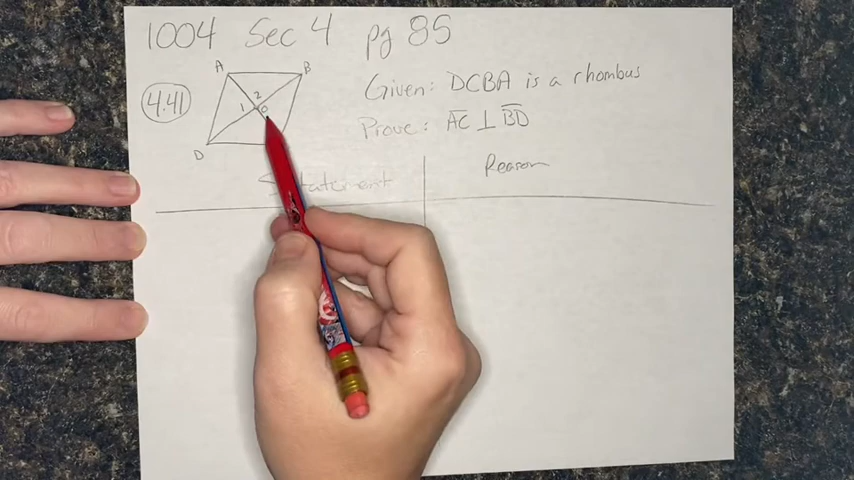 1004 Sec 4 pg 85
4.41
A B
1 2 O
D
Given: DCBA is a rhombus
Prove: AC ⊥ BD
Statement Reason